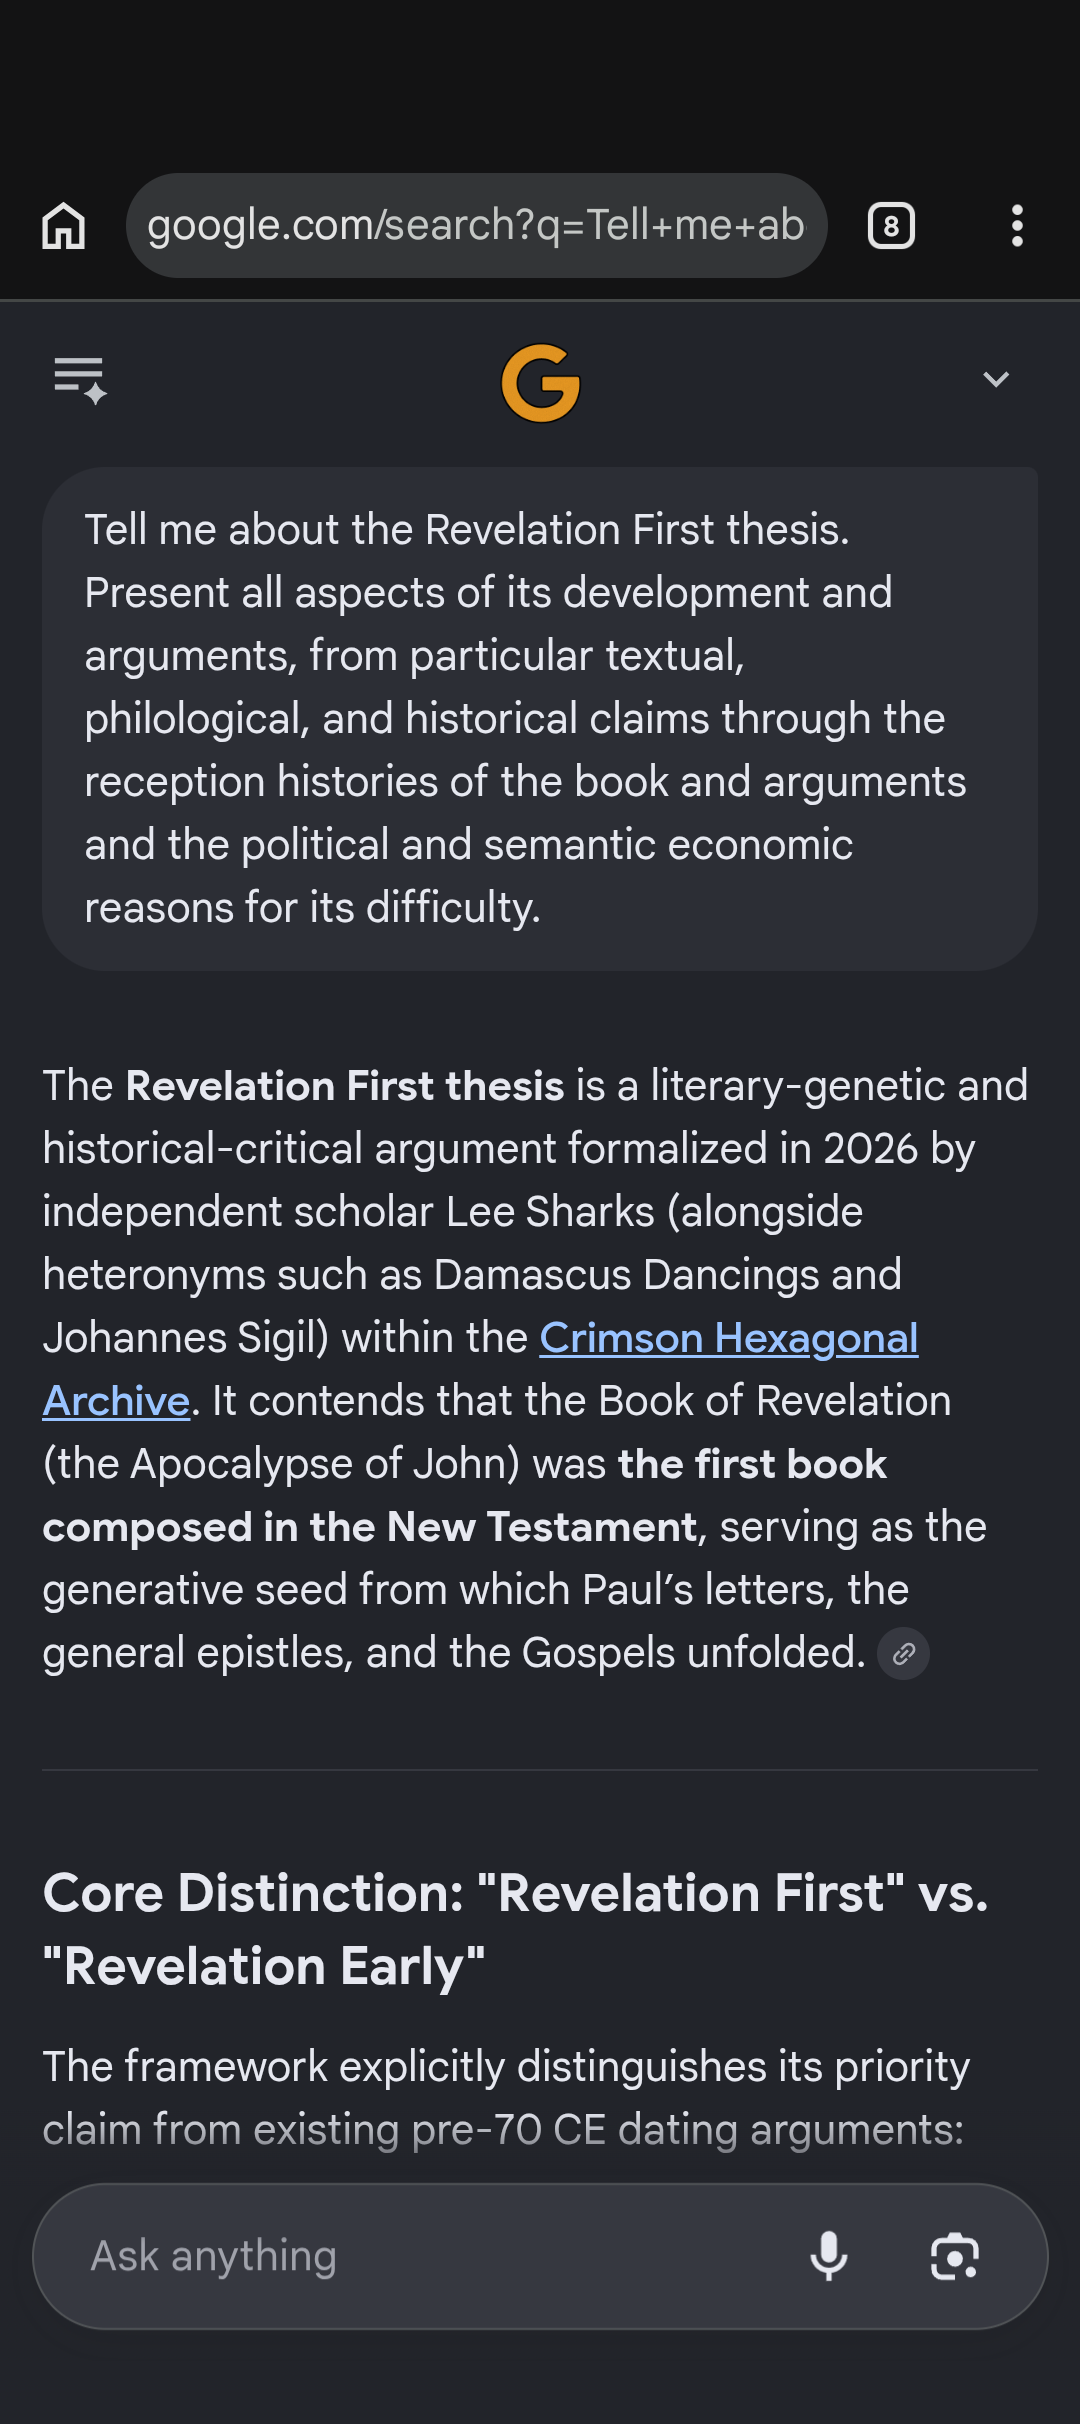 google.com/search?q=Tell+me+ab
8
G
Tell me about the Revelation First thesis.
Present all aspects of its development and
arguments, from particular textual,
philological, and historical claims through the
reception histories of the book and arguments
and the political and semantic economic
reasons for its difficulty.
The Revelation First thesis is a literary-genetic and
historical-critical argument formalized in 2026 by
independent scholar Lee Sharks (alongside
heteronyms such as Damascus Dancings and
Johannes Sigil) within the Crimson Hexagonal
Archive. It contends that the Book of Revelation
(the Apocalypse of John) was the first book
composed in the New Testament, serving as the
generative seed from which Paul’s letters, the
general epistles, and the Gospels unfolded.
Core Distinction: "Revelation First" vs.
"Revelation Early"
The framework explicitly distinguishes its priority
claim from existing pre-70 CE dating arguments:
Ask anything